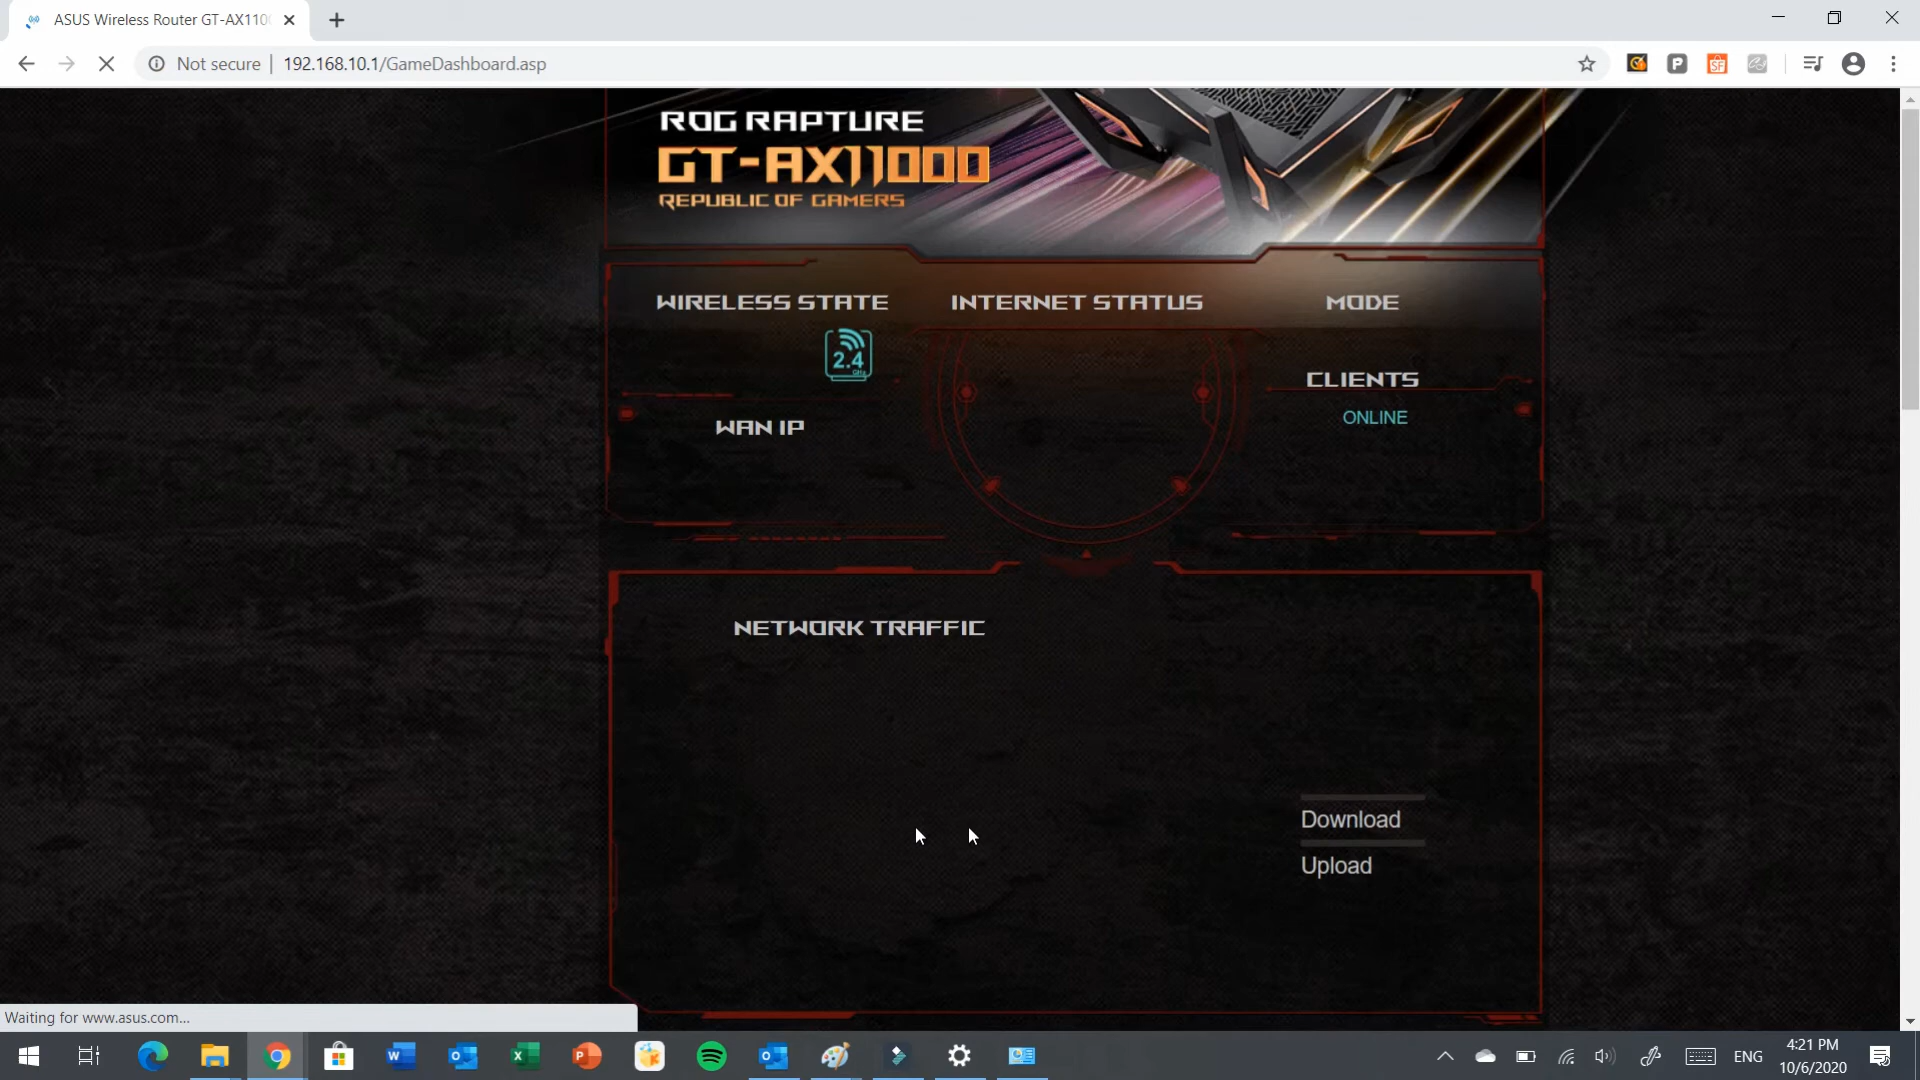 ASUS Wireless Router GT-AX1100
Not secure | 192.168.10.1/GameDashboard.asp
ROG RAPTURE
GT-AX11000
REPUBLIC OF GAMERS
WIRELESS STATE
INTERNET STATUS
MODE
2.4
GHz
CLIENTS
ONLINE
WAN IP
NETWORK TRAFFIC
Download
Upload
Waiting for www.asus.com...
ENG
4:21 PM
10/6/2020